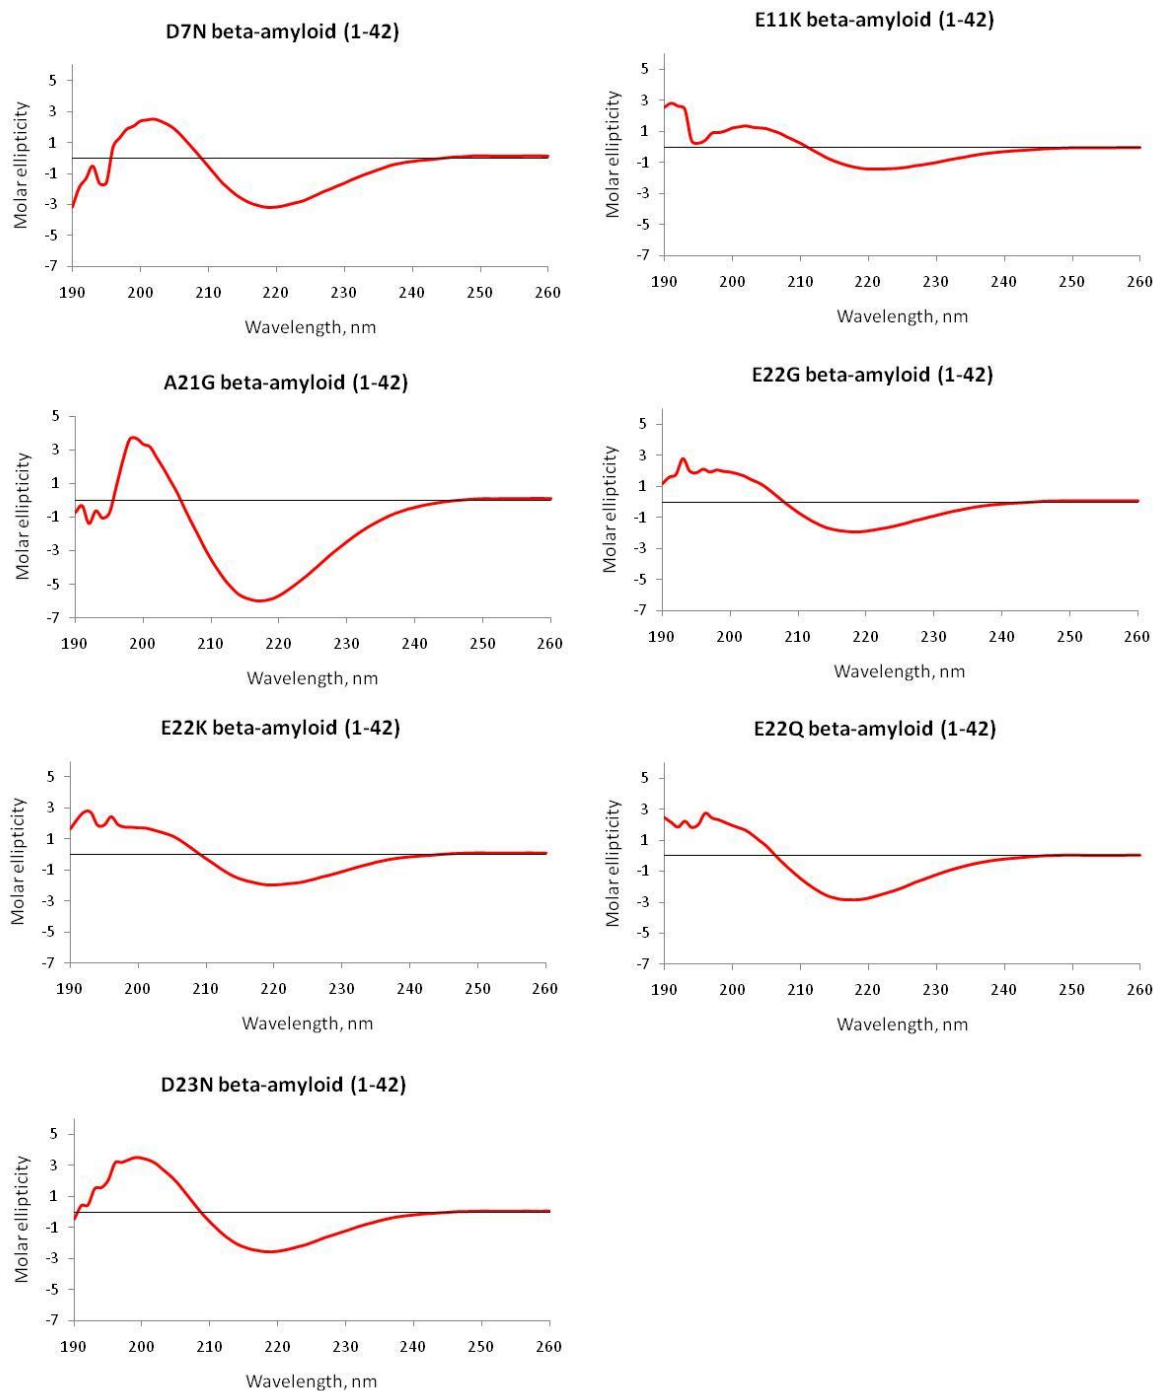 D7N beta-amyloid (1-42)
5
3
1
-1
-3
-5
-7
190 200 210 220 230 240 250 260
Molar ellipticity
Wavelength, nm
E11K beta-amyloid (1-42)
5
3
1
-1
-3
-5
-7
190 200 210 220 230 240 250 260
Molar ellipticity
Wavelength, nm
A21G beta-amyloid (1-42)
5
3
1
-1
-3
-5
-7
190 200 210 220 230 240 250 260
Molar ellipticity
Wavelength, nm
E22G beta-amyloid (1-42)
5
3
1
-1
-3
-5
-7
190 200 210 220 230 240 250 260
Molar ellipticity
Wavelength, nm
E22K beta-amyloid (1-42)
5
3
1
-1
-3
-5
-7
190 200 210 220 230 240 250 260
Molar ellipticity
Wavelength, nm
E22Q beta-amyloid (1-42)
5
3
1
-1
-3
-5
-7
190 200 210 220 230 240 250 260
Molar ellipticity
Wavelength, nm
D23N beta-amyloid (1-42)
5
3
1
-1
-3
-5
-7
190 200 210 220 230 240 250 260
Molar ellipticity
Wavelength, nm